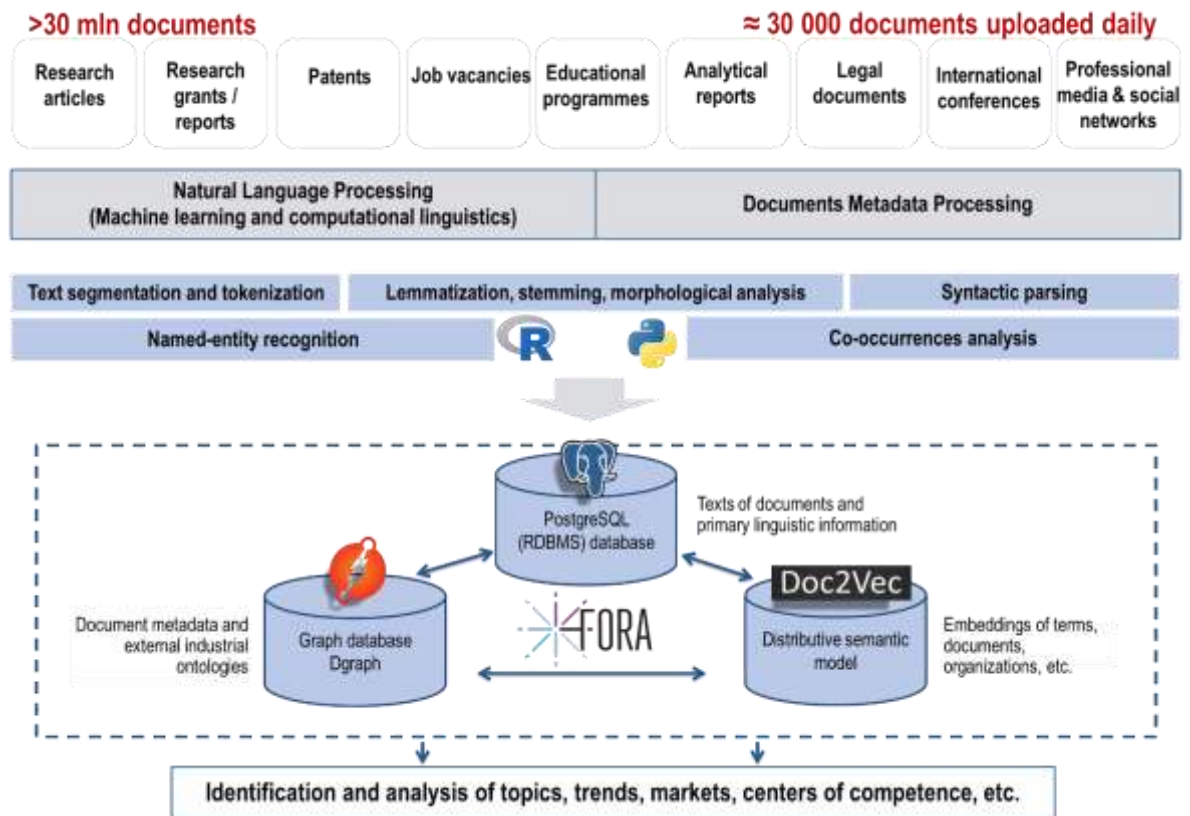 >30 mln documents
≈ 30 000 documents uploaded daily
Research
articles
Research
grants /
reports
Patents
Job vacancies
Educational
programmes
Analytical
reports
Legal
documents
International
conferences
Professional
media & social
networks
Natural Language Processing
(Machine learning and computational linguistics)
Documents Metadata Processing
Text segmentation and tokenization
Lemmatization, stemming, morphological analysis
Syntactic parsing
Named-entity recognition
R
Co-occurrences analysis
PostgreSQL
(RDBMS) database
Texts of documents and
primary linguistic information
Document metadata and
external industrial
ontologies
Graph database
Dgraph
FORA
Doc2Vec
Distributive semantic
model
Embeddings of terms,
documents,
organizations, etc.
Identification and analysis of topics, trends, markets, centers of competence, etc.